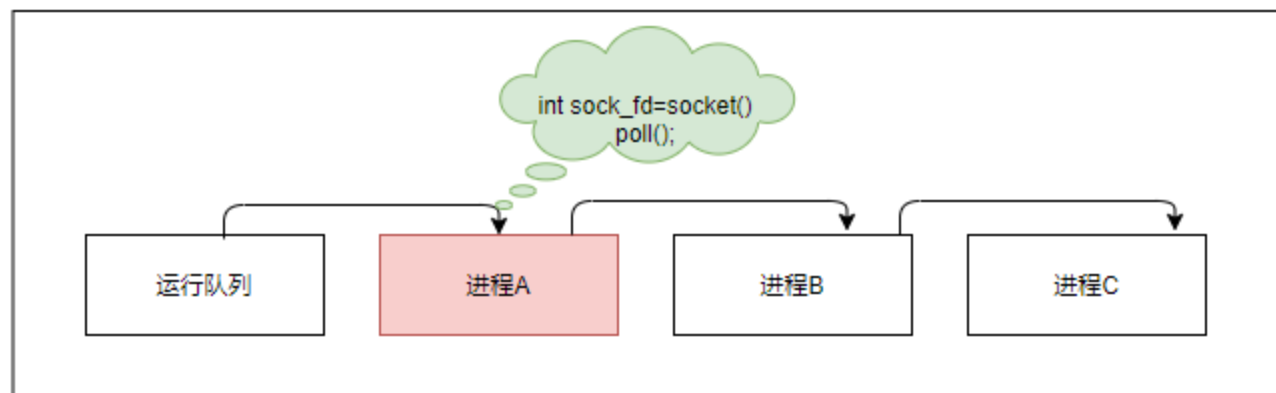 int sock_fd=socket()
poll();
运行队列
进程A
进程B
进程C